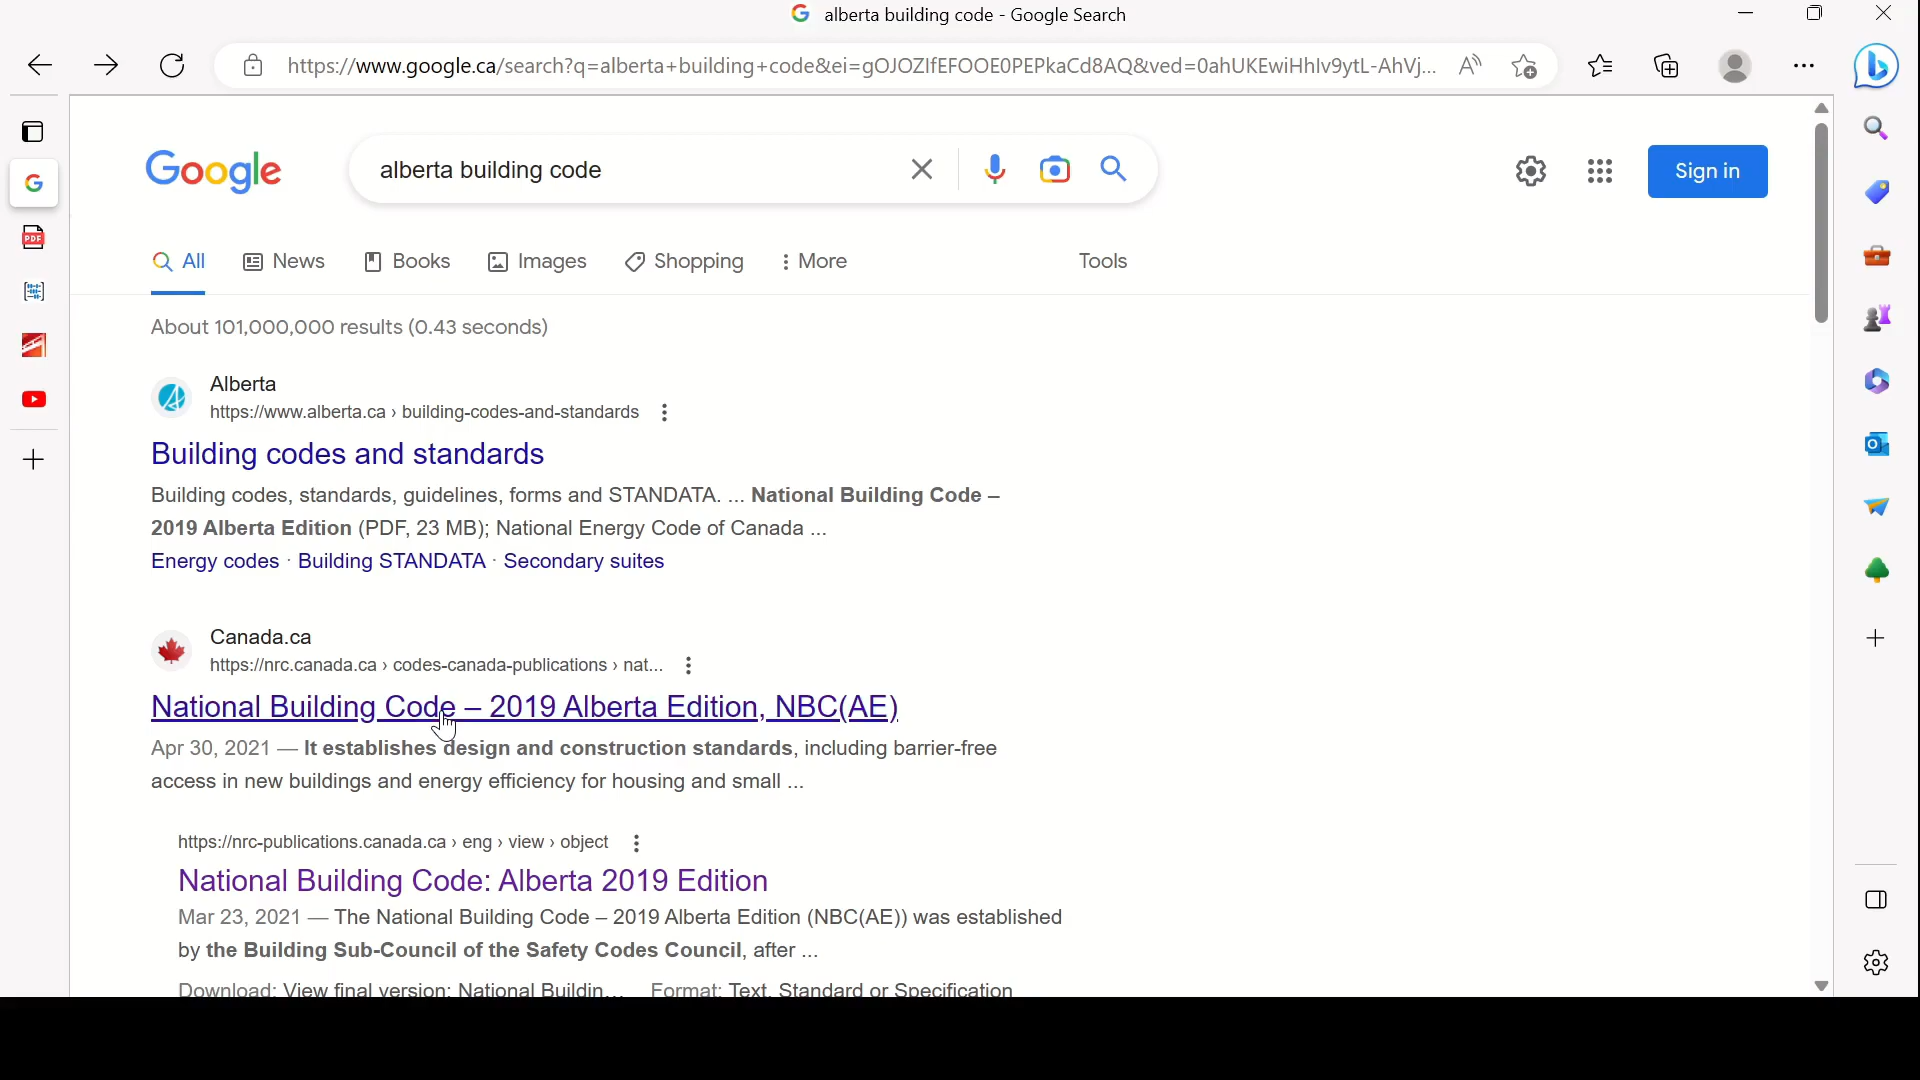 alberta building code - Google Search
https://www.google.ca/search?q=alberta+building+code&ei=gOJOZIfEFOOE0PEPkaCd8AQ&ved=0ahUKEwiHhIv9ytL-AhVj...
Google
alberta building code
Sign in
All
News
Books
Images
Shopping
More
Tools
About 101,000,000 results (0.43 seconds)
Alberta
https://www.alberta.ca › building-codes-and-standards
Building codes and standards
Building codes, standards, guidelines, forms and STANDATA. ... National Building Code –
2019 Alberta Edition (PDF, 23 MB); National Energy Code of Canada ...
Energy codes · Building STANDATA · Secondary suites
Canada.ca
https://nrc.canada.ca › codes-canada-publications › nat...
National Building Code – 2019 Alberta Edition, NBC(AE)
Apr 30, 2021 — It establishes design and construction standards, including barrier-free
access in new buildings and energy efficiency for housing and small ...
https://nrc-publications.canada.ca › eng › view › object
National Building Code: Alberta 2019 Edition
Mar 23, 2021 — The National Building Code – 2019 Alberta Edition (NBC(AE)) was established
by the Building Sub-Council of the Safety Codes Council, after ...
Download: View final version: National Buildin... Format: Text, Standard or Specification